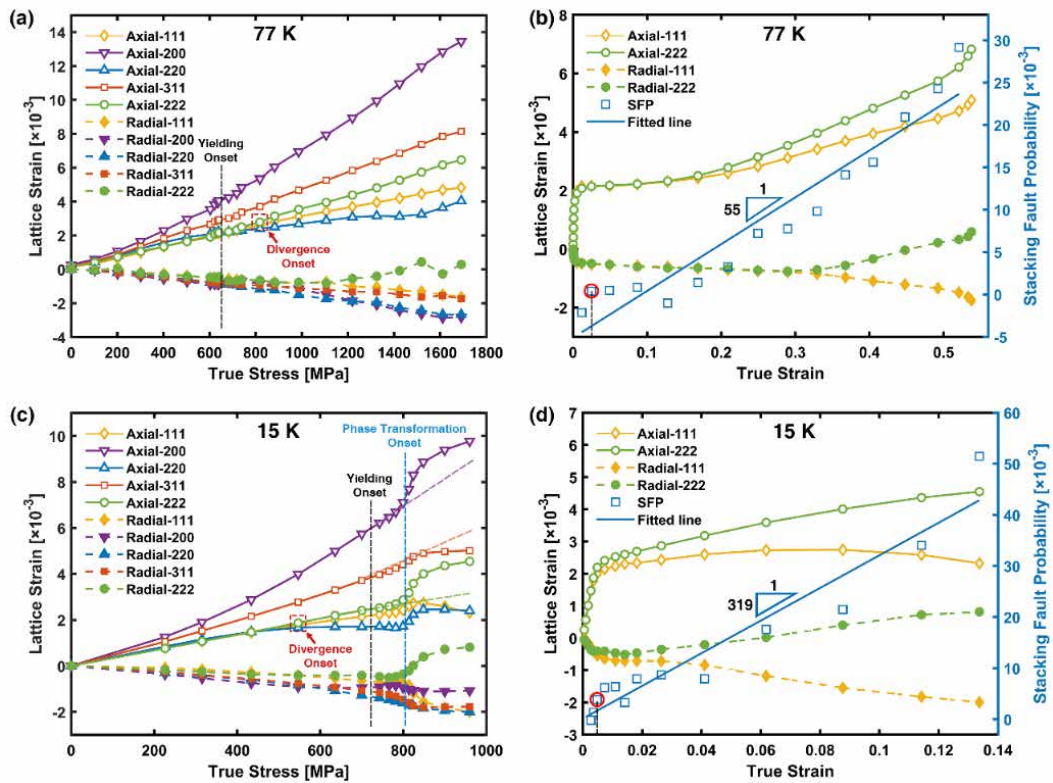 (a)
77 K
Axial-111
Axial-200
Axial-220
Axial-311
Axial-222
Radial-111
Radial-200
Radial-220
Radial-311
Radial-222
Yielding
Onset
Divergence
Onset
14
12
10
8
6
4
2
0
-2
-4
Lattice Strain [×10⁻³]
0
200
400
600
800
1000
1200
1400
1600
1800
True Stress [MPa]
(b)
77 K
Axial-111
Axial-222
Radial-111
Radial-222
SFP
Fitted line
1
55
8
6
4
2
0
-2
Lattice Strain [×10⁻³]
30
25
20
15
10
5
0
-5
Stacking Fault Probability [×10⁻³]
0
0.1
0.2
0.3
0.4
0.5
True Strain
(c)
15 K
Axial-111
Axial-200
Axial-220
Axial-311
Axial-222
Radial-111
Radial-200
Radial-220
Radial-311
Radial-222
Phase Transformation
Onset
Yielding
Onset
Divergence
Onset
10
8
6
4
2
0
-2
Lattice Strain [×10⁻³]
0
200
400
600
800
1000
True Stress [MPa]
(d)
15 K
Axial-111
Axial-222
Radial-111
Radial-222
SFP
Fitted line
1
319
7
6
5
4
3
2
1
0
-1
-2
-3
Lattice Strain [×10⁻³]
60
50
40
30
20
10
0
Stacking Fault Probability [×10⁻³]
0
0.02
0.04
0.06
0.08
0.1
0.12
0.14
True Strain